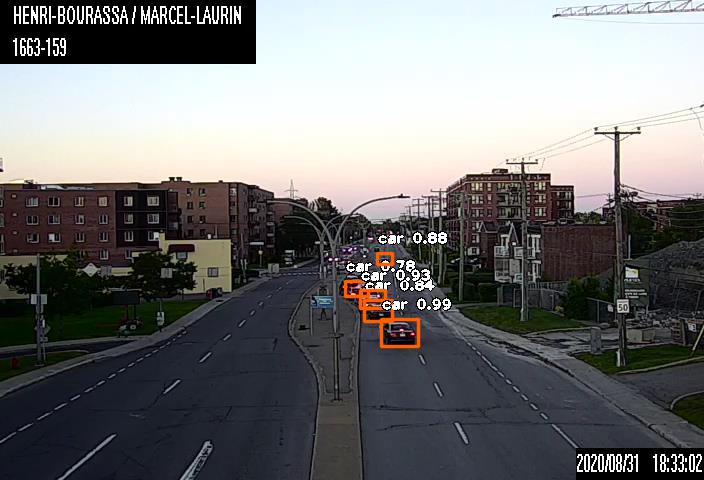 HENRI-BOURASSA / MARCEL-LAURIN
1663-159
car 0.88
car 0.78
car 0.93
car 0.84
car 0.99
50
2020/08/31 18:33:02